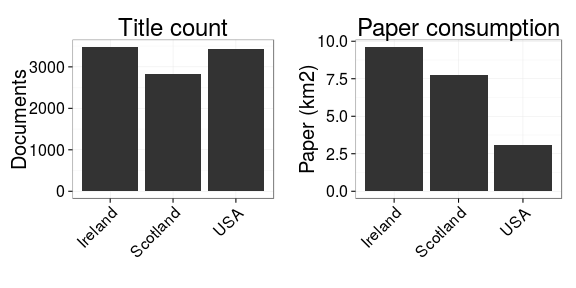 Title count
Documents
3000
2000
1000
0
Ireland
Scotland
USA
Paper consumption
Paper (km2)
10.0
7.5
5.0
2.5
0.0
Ireland
Scotland
USA